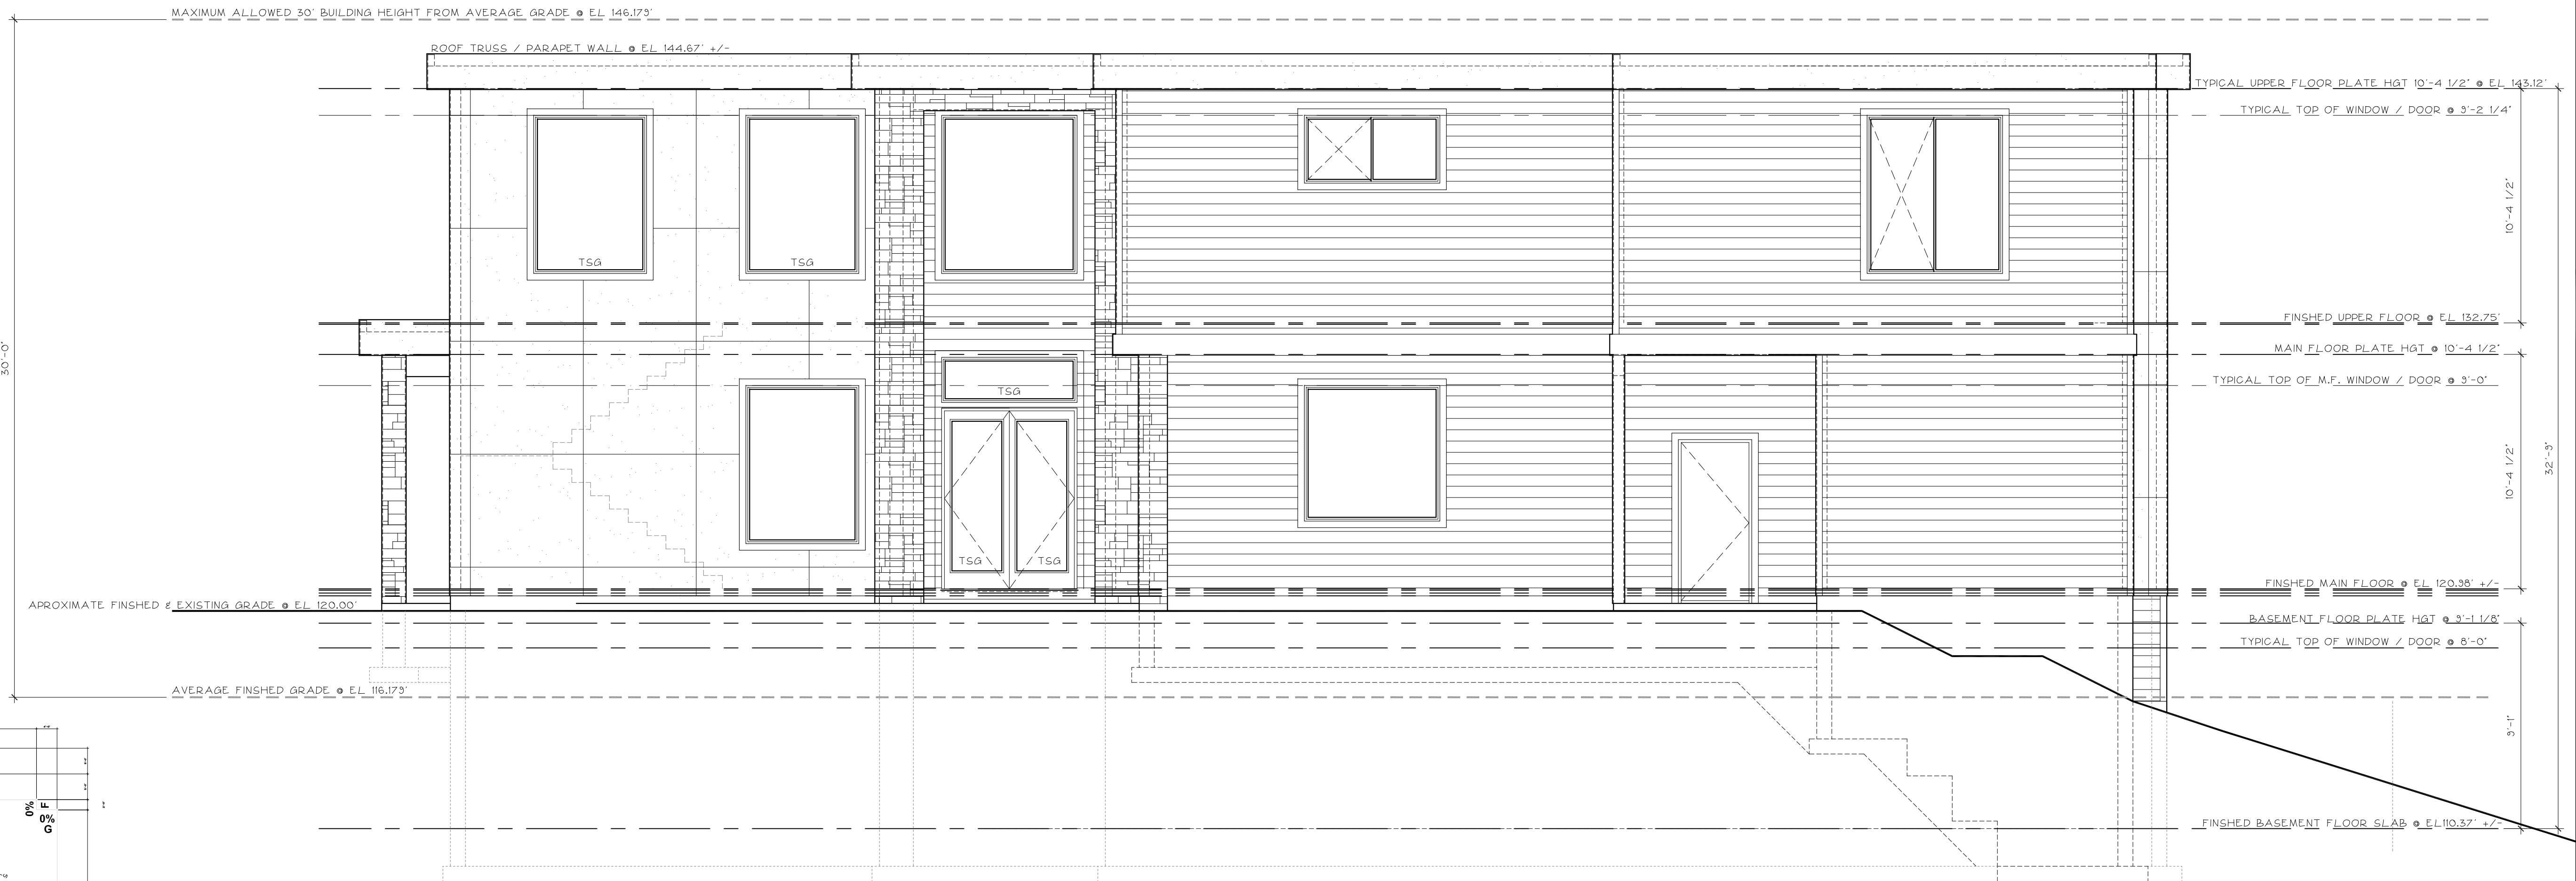 MAXIMUM ALLOWED 30' BUILDING HEIGHT FROM AVERAGE GRADE @ EL 146.179'
ROOF TRUSS / PARAPET WALL @ EL 144.67' +/-
TYPICAL UPPER FLOOR PLATE HGT 10'-4 1/2" @ EL 143.12'
TYPICAL TOP OF WINDOW / DOOR @ 9'-2 1/4"
10'-4 1/2"
TSG
TSG
FINSHED UPPER FLOOR @ EL 132.75'
30'-0"
MAIN FLOOR PLATE HGT @ 10'-4 1/2"
TYPICAL TOP OF M.F. WINDOW / DOOR @ 9'-0"
TSG
10'-4 1/2"
32'-9"
TSG
TSG
FINSHED MAIN FLOOR @ EL 120.98' +/-
APROXIMATE FINSHED & EXISTING GRADE @ EL 120.00'
BASEMENT FLOOR PLATE HGT @ 9'-1 1/8"
TYPICAL TOP OF WINDOW / DOOR @ 8'-0"
AVERAGE FINSHED GRADE @ EL 116.179'
9'-1"
0%
F
0%
G
FINSHED BASEMENT FLOOR SLAB @ EL110.37' +/-